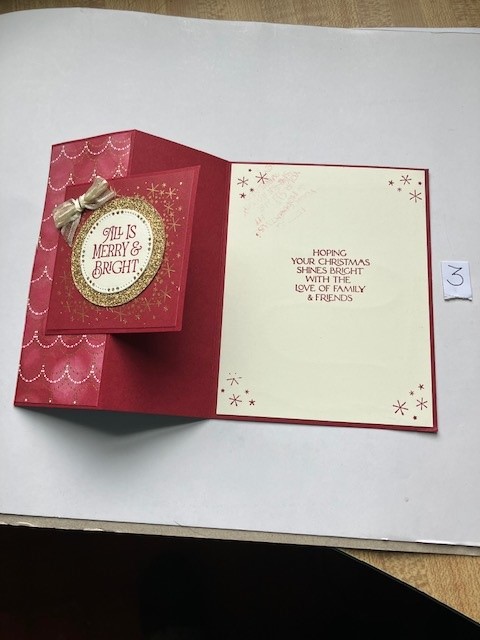 ALL IS
MERRY &
BRIGHT
HOPING
YOUR CHRISTMAS
SHINES BRIGHT
WITH THE
LOVE OF FAMILY
& FRIENDS
3